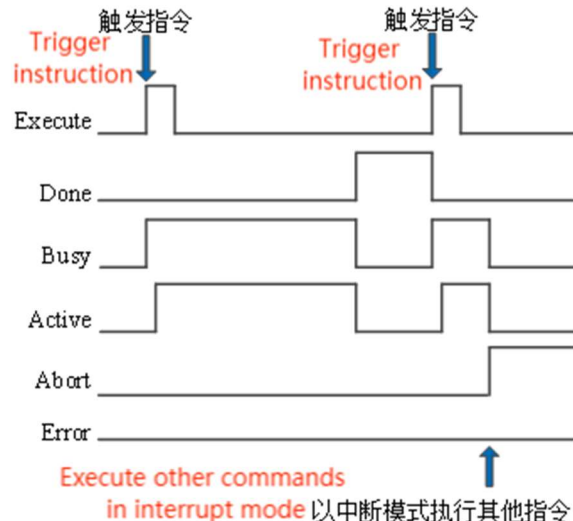 触发指令
触发指令
Trigger
instruction
Trigger
instruction
Execute
Done
Busy
Active
Abort
Error
Execute other commands
in interrupt mode 以中断模式执行其他指令